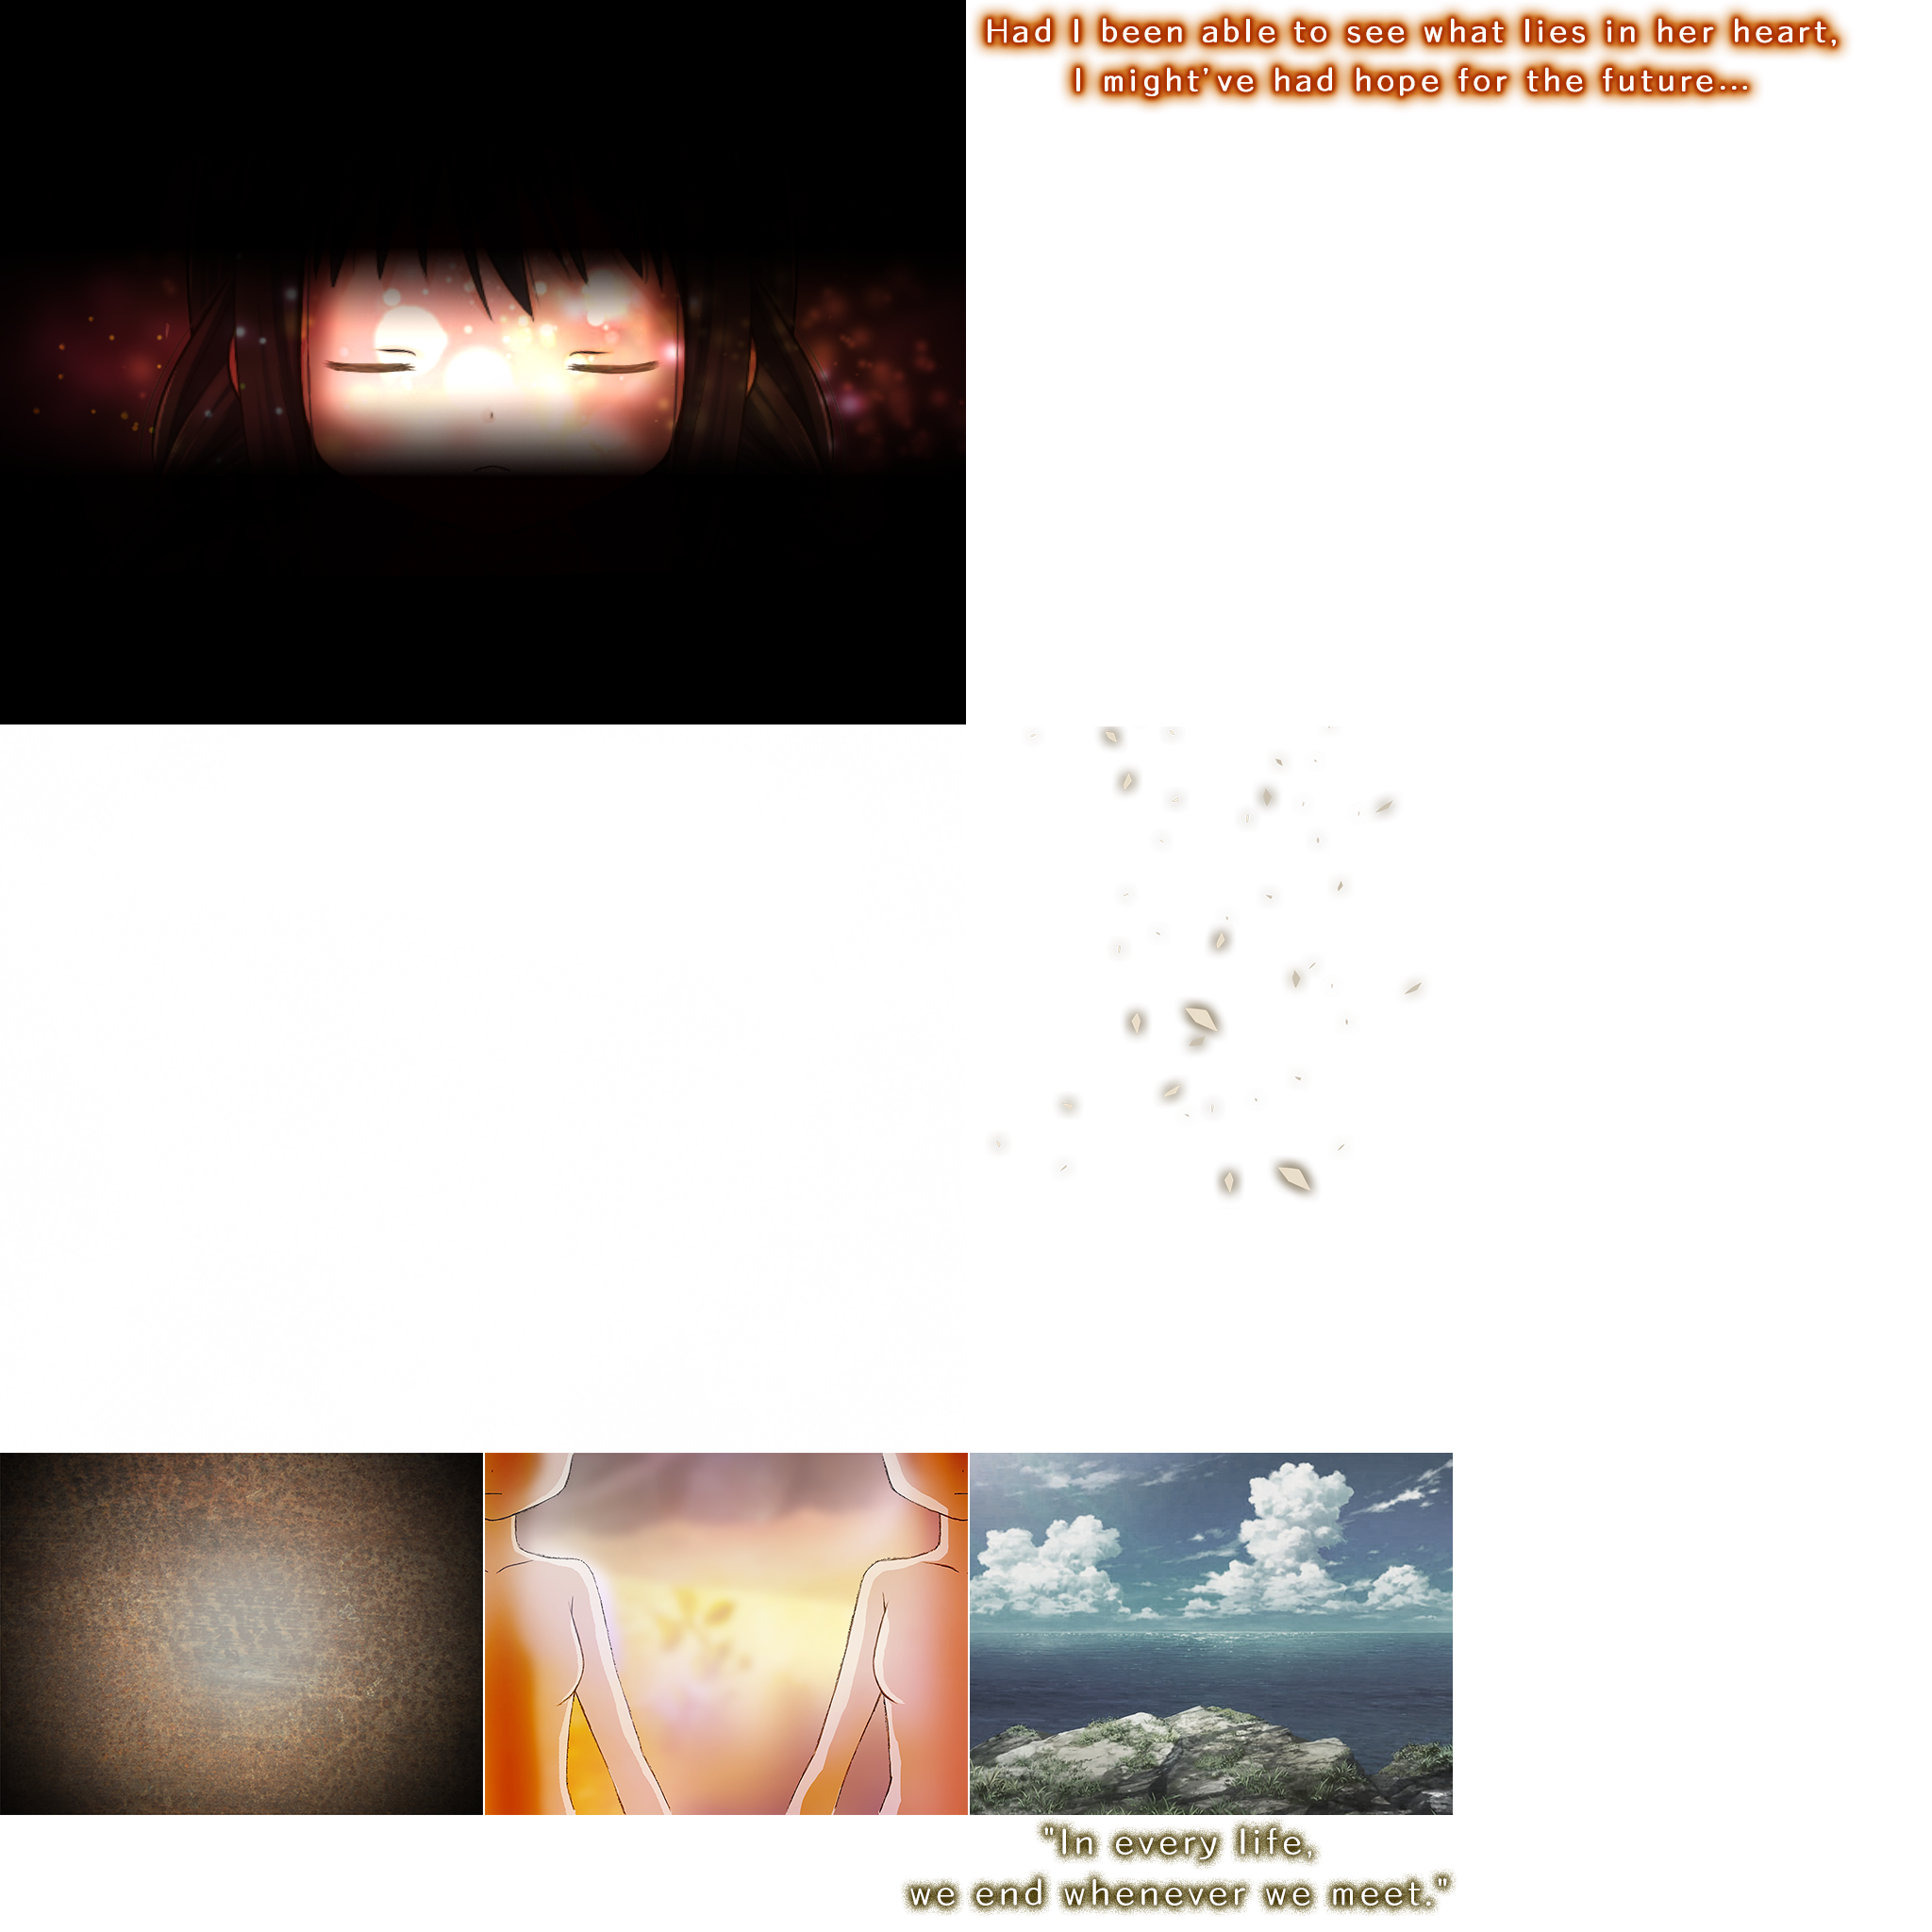 Had I been able to see what lies in her heart,
I might've had hope for the future...
"In every life,
we end whenever we meet."